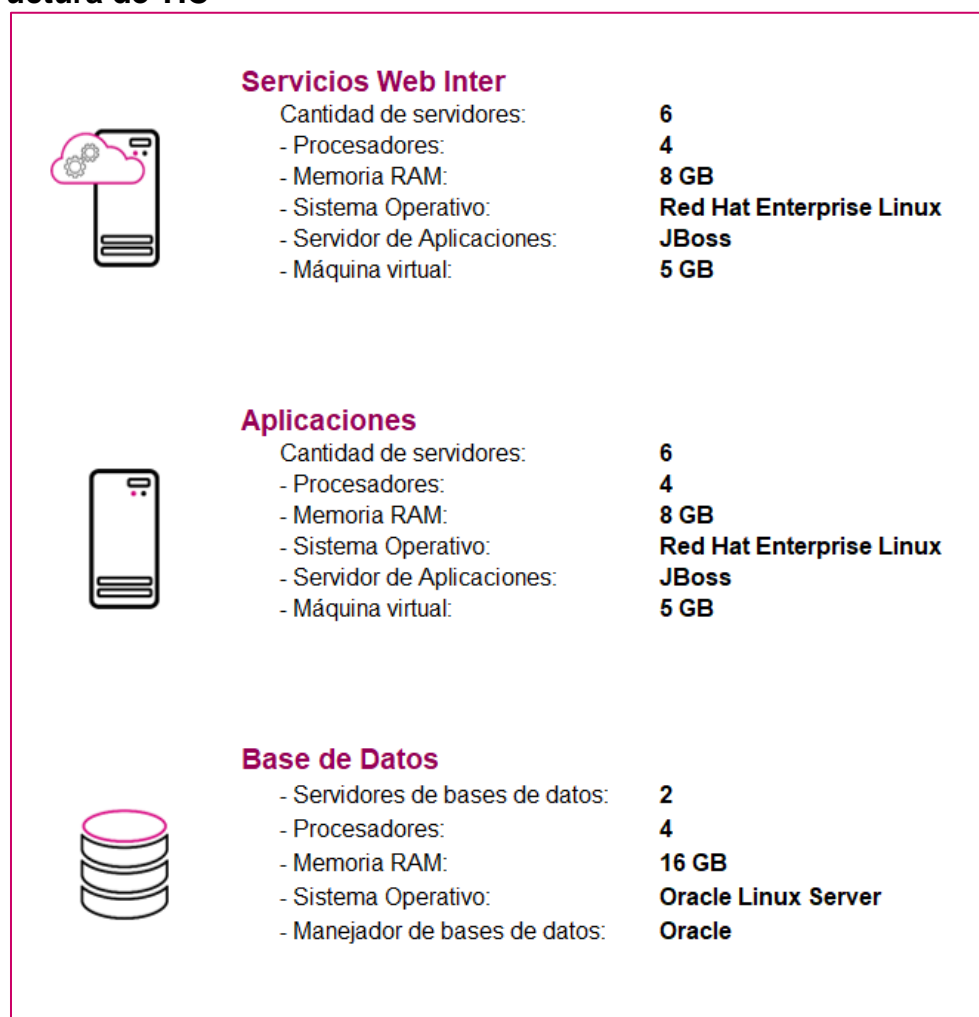 Servicios Web Inter
Cantidad de servidores: 6
- Procesadores: 4
- Memoria RAM: 8 GB
- Sistema Operativo: Red Hat Enterprise Linux
- Servidor de Aplicaciones: JBoss
- Máquina virtual: 5 GB
Aplicaciones
Cantidad de servidores: 6
- Procesadores: 4
- Memoria RAM: 8 GB
- Sistema Operativo: Red Hat Enterprise Linux
- Servidor de Aplicaciones: JBoss
- Máquina virtual: 5 GB
Base de Datos
- Servidores de bases de datos: 2
- Procesadores: 4
- Memoria RAM: 16 GB
- Sistema Operativo: Oracle Linux Server
- Manejador de bases de datos: Oracle